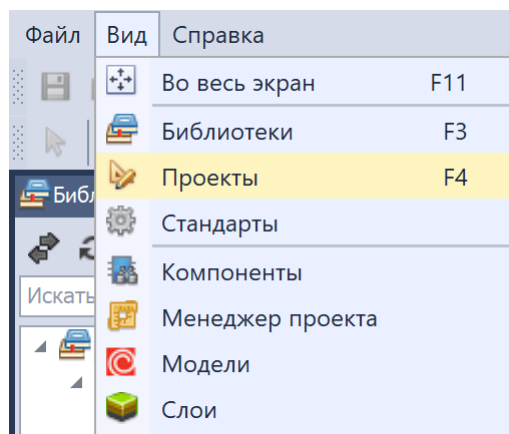 Файл Вид Справка
Во весь экран F11
Библиотеки F3
Проекты F4
Стандарты
Компоненты
Менеджер проекта
Модели
Слои
Искать